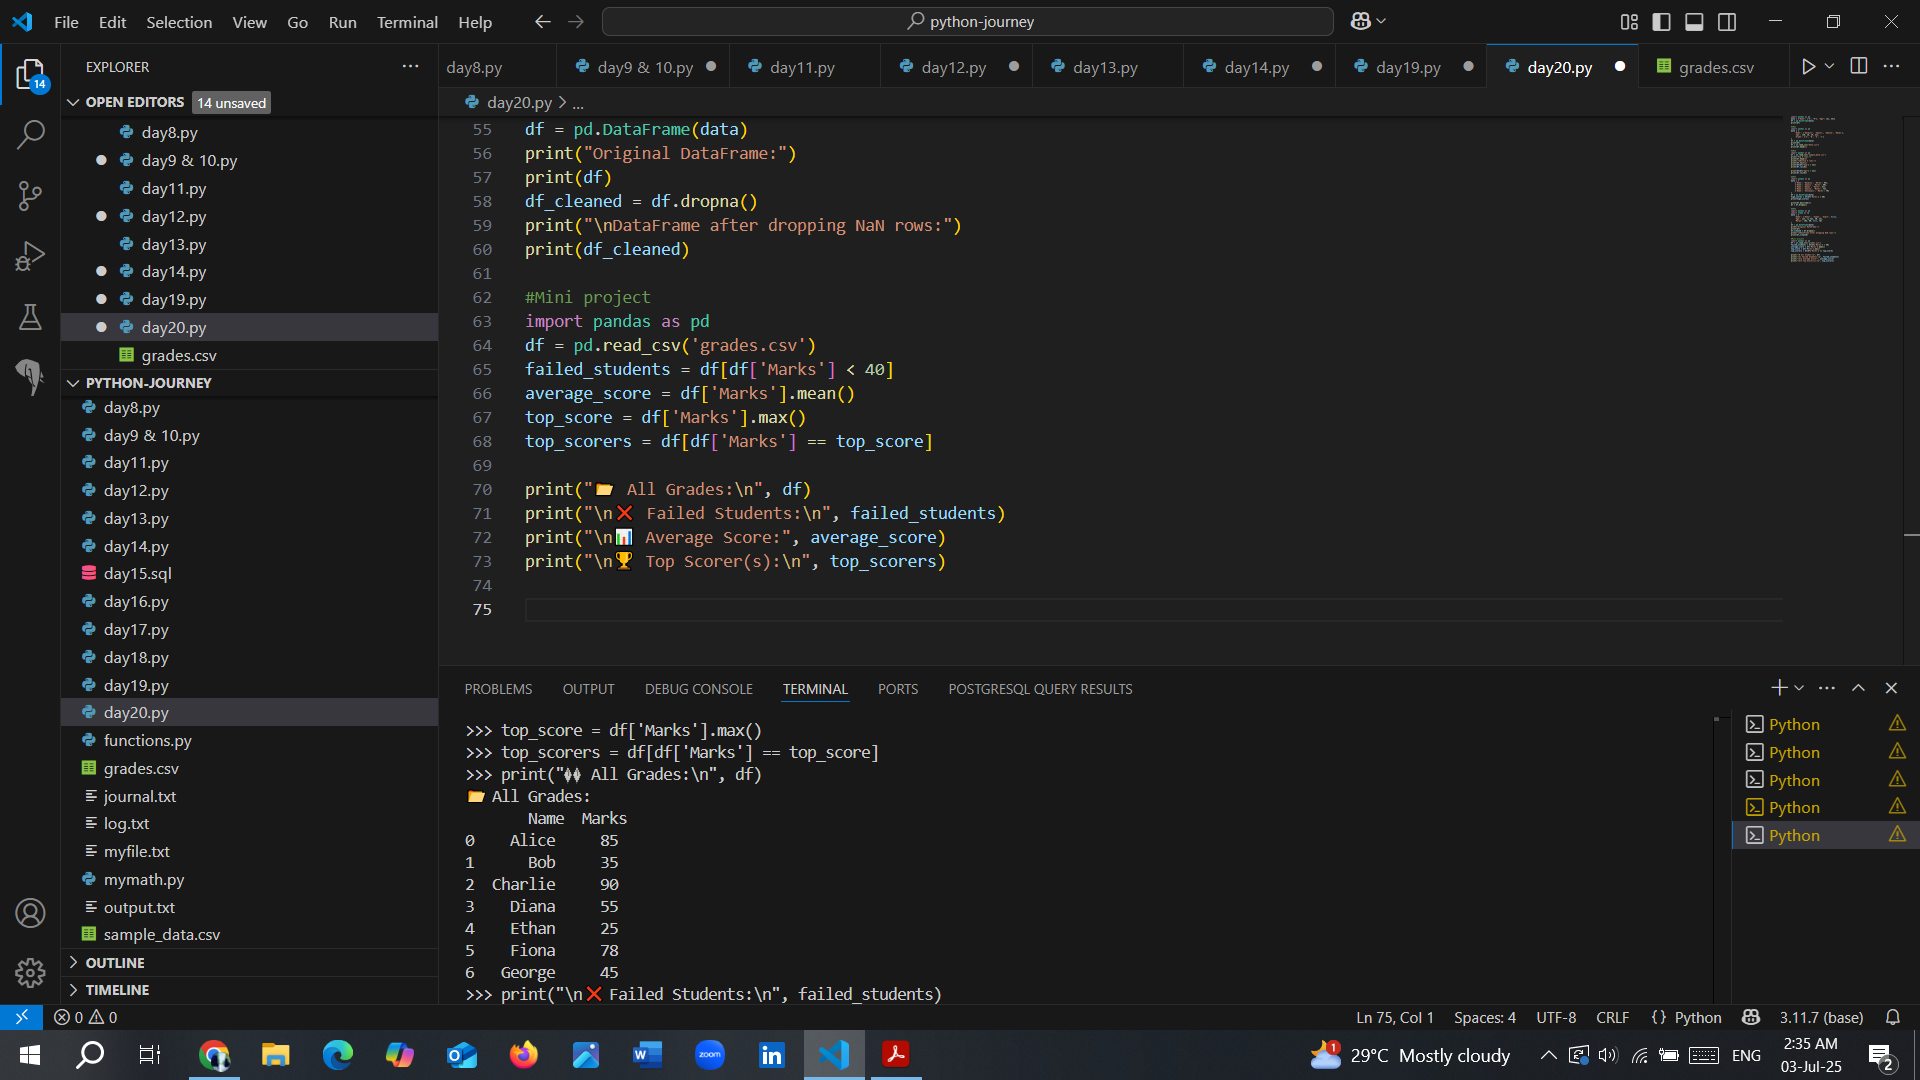 File Edit Selection View Go Run Terminal Help
python-journey
EXPLORER
14
OPEN EDITORS 14 unsaved
day8.py
day9 & 10.py
day11.py
day12.py
day13.py
day14.py
day19.py
day20.py
grades.csv
PYTHON-JOURNEY
day8.py
day9 & 10.py
day11.py
day12.py
day13.py
day14.py
day15.sql
day16.py
day17.py
day18.py
day19.py
day20.py
functions.py
grades.csv
journal.txt
log.txt
myfile.txt
mymath.py
output.txt
sample_data.csv
OUTLINE
TIMELINE
day8.py day9 & 10.py day11.py day12.py day13.py day14.py day19.py day20.py grades.csv
day20.py > ...
55 df = pd.DataFrame(data)
56 print("Original DataFrame:")
57 print(df)
58 df_cleaned = df.dropna()
59 print("\nDataFrame after dropping NaN rows:")
60 print(df_cleaned)
61
62 #Mini project
63 import pandas as pd
64 df = pd.read_csv('grades.csv')
65 failed_students = df[df['Marks'] < 40]
66 average_score = df['Marks'].mean()
67 top_score = df['Marks'].max()
68 top_scorers = df[df['Marks'] == top_score]
69
70 print("📂 All Grades:\n", df)
71 print("\n❌ Failed Students:\n", failed_students)
72 print("\n📊 Average Score:", average_score)
73 print("\n🏆 Top Scorer(s):\n", top_scorers)
74
75
PROBLEMS OUTPUT DEBUG CONSOLE TERMINAL PORTS POSTGRESQL QUERY RESULTS
>>> top_score = df['Marks'].max()
>>> top_scorers = df[df['Marks'] == top_score]
>>> print("�� All Grades:\n", df)
📂 All Grades:
Name Marks
0 Alice 85
1 Bob 35
2 Charlie 90
3 Diana 55
4 Ethan 25
5 Fiona 78
6 George 45
>>> print("\n❌ Failed Students:\n", failed_students)
Python
Python
Python
Python
Python
0 0
Ln 75, Col 1 Spaces: 4 UTF-8 CRLF {} Python 3.11.7 (base)
W zoom in
1 29°C Mostly cloudy
ENG
2:35 AM
03-Jul-25
2